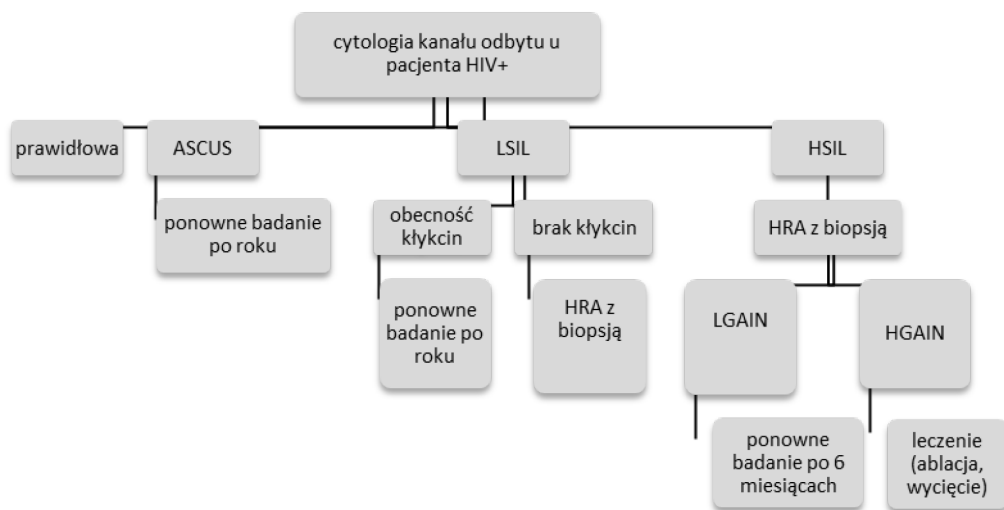 cytologia kanału odbytu u
pacjenta HIV+
prawidłowa
ASCUS
LSIL
HSIL
ponowne badanie
po roku
obecność
kłykcin
brak kłykcin
HRA z biopsją
ponowne
badanie po
roku
HRA z
biopsją
LGAIN
HGAIN
ponowne
badanie po 6
miesiącach
leczenie
(ablacja,
wycięcie)